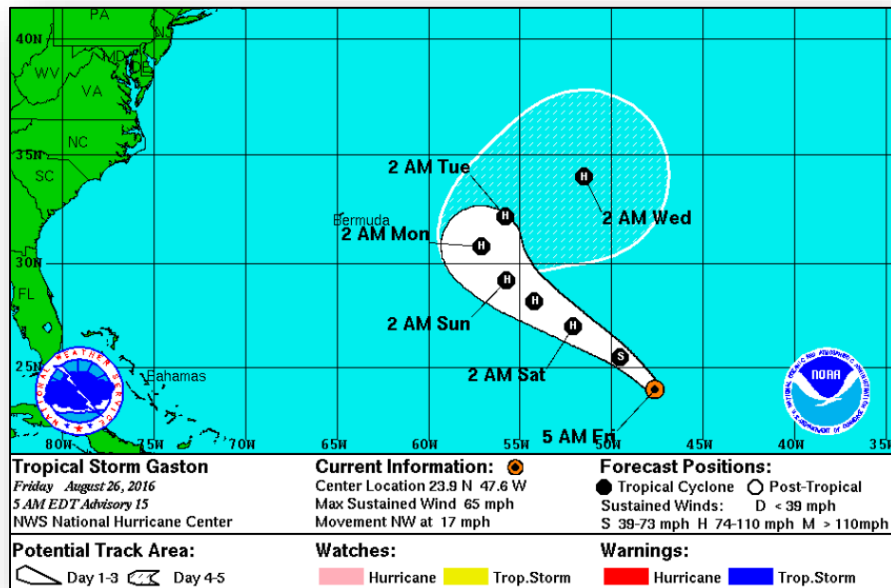 PA
N
40N
MD
DE
WV
VA
NC
35N
SC
2 AM Tue
H
H
Bermuda
2 AM Wed
2 AM Mon
H
30N
FL
H
H
2 AM Sun
H
S
2 AM Sat
25N
Bahamas
NATIONAL WEATHER SERVICE
NOAA
5 AM Fri
80W 75W 70W 65W 60W 55W 50W 45W 40W 35W
Tropical Storm Gaston
Friday August 26, 2016
5 AM EDT Advisory 15
NWS National Hurricane Center
Current Information:
Center Location 23.9 N 47.6 W
Max Sustained Wind 65 mph
Movement NW at 17 mph
Forecast Positions:
Tropical Cyclone Post-Tropical
Sustained Winds: D < 39 mph
S 39-73 mph H 74-110 mph M > 110mph
Potential Track Area:
Day 1-3 Day 4-5
Watches:
Hurricane Trop.Storm
Warnings:
Hurricane Trop.Storm